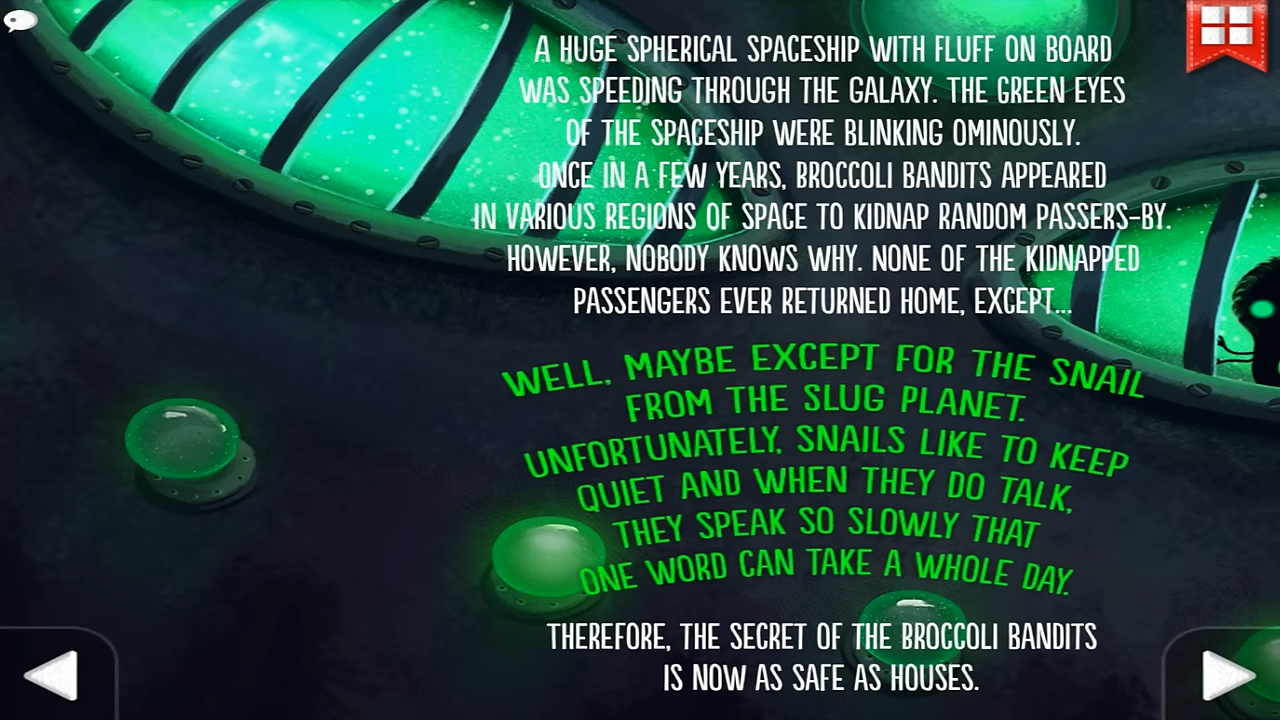 A HUGE SPHERICAL SPACESHIP WITH FLUFF ON BOARD
WAS SPEEDING THROUGH THE GALAXY. THE GREEN EYES
OF THE SPACESHIP WERE BLINKING OMINOUSLY.
ONCE IN A FEW YEARS, BROCCOLI BANDITS APPEARED
IN VARIOUS REGIONS OF SPACE TO KIDNAP RANDOM PASSERS-BY.
HOWEVER, NOBODY KNOWS WHY. NONE OF THE KIDNAPPED
PASSENGERS EVER RETURNED HOME, EXCEPT...
WELL, MAYBE EXCEPT FOR THE SNAIL
FROM THE SLUG PLANET.
UNFORTUNATELY, SNAILS LIKE TO KEEP
QUIET AND WHEN THEY DO TALK,
THEY SPEAK SO SLOWLY THAT
ONE WORD CAN TAKE A WHOLE DAY.
THEREFORE, THE SECRET OF THE BROCCOLI BANDITS
IS NOW AS SAFE AS HOUSES.